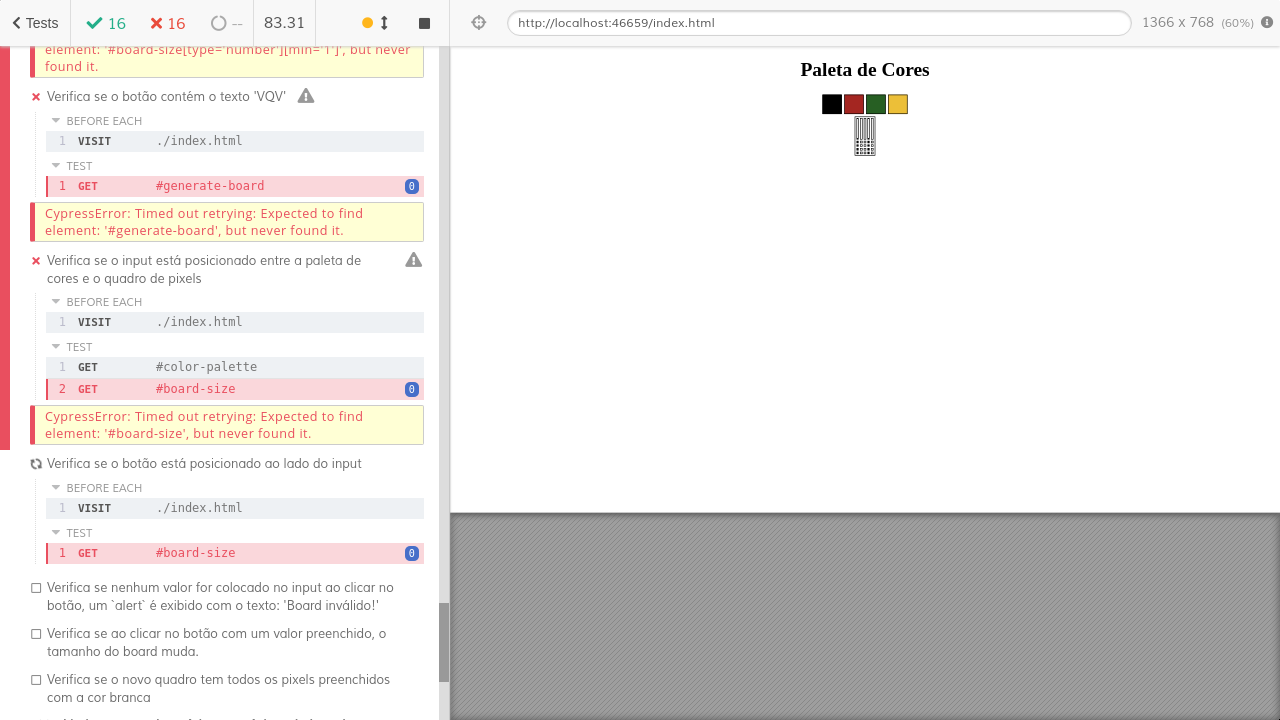 Tests
16
16
--
83.31
http://localhost:46659/index.html
1366 x 768 (60%)
element: '#board-size[type='number'][min='1']', but never
found it.
Verifica se o botão contém o texto 'VQV'
BEFORE EACH
1 VISIT ./index.html
TEST
1 GET #generate-board 0
CypressError: Timed out retrying: Expected to find
element: '#generate-board', but never found it.
Verifica se o input está posicionado entre a paleta de
cores e o quadro de pixels
BEFORE EACH
1 VISIT ./index.html
TEST
1 GET #color-palette
2 GET #board-size 0
CypressError: Timed out retrying: Expected to find
element: '#board-size', but never found it.
Verifica se o botão está posicionado ao lado do input
BEFORE EACH
1 VISIT ./index.html
TEST
1 GET #board-size 0
Verifica se nenhum valor for colocado no input ao clicar no
botão, um `alert` é exibido com o texto: 'Board inválido!'
Verifica se ao clicar no botão com um valor preenchido, o
tamanho do board muda.
Verifica se o novo quadro tem todos os pixels preenchidos
com a cor branca
Paleta de Cores